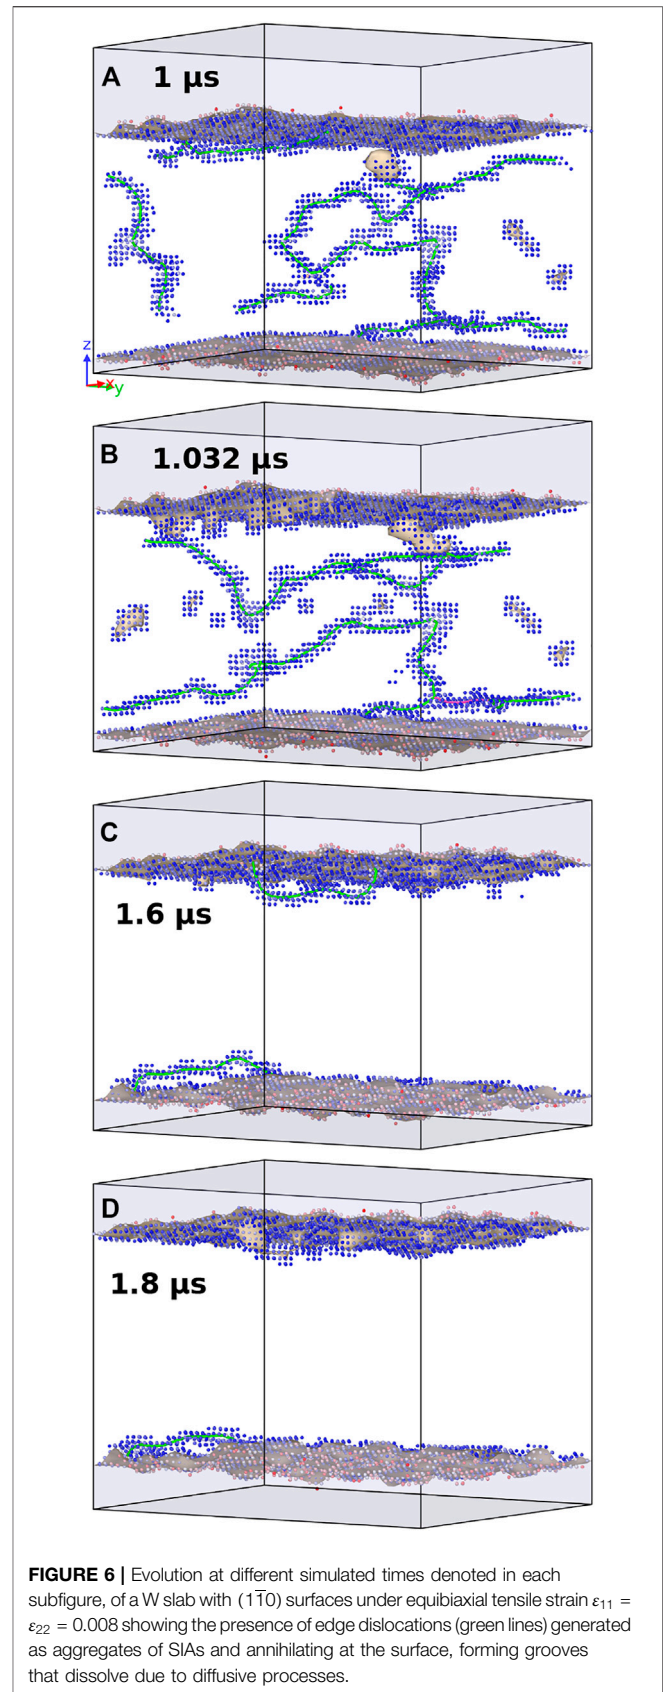 A 1 μs
z
x
y
B 1.032 μs
C
1.6 μs
D
1.8 μs
FIGURE 6 | Evolution at different simulated times denoted in each
subfigure, of a W slab with (11̅0) surfaces under equibiaxial tensile strain ε₁₁ =
ε₂₂ = 0.008 showing the presence of edge dislocations (green lines) generated
as aggregates of SIAs and annihilating at the surface, forming grooves
that dissolve due to diffusive processes.